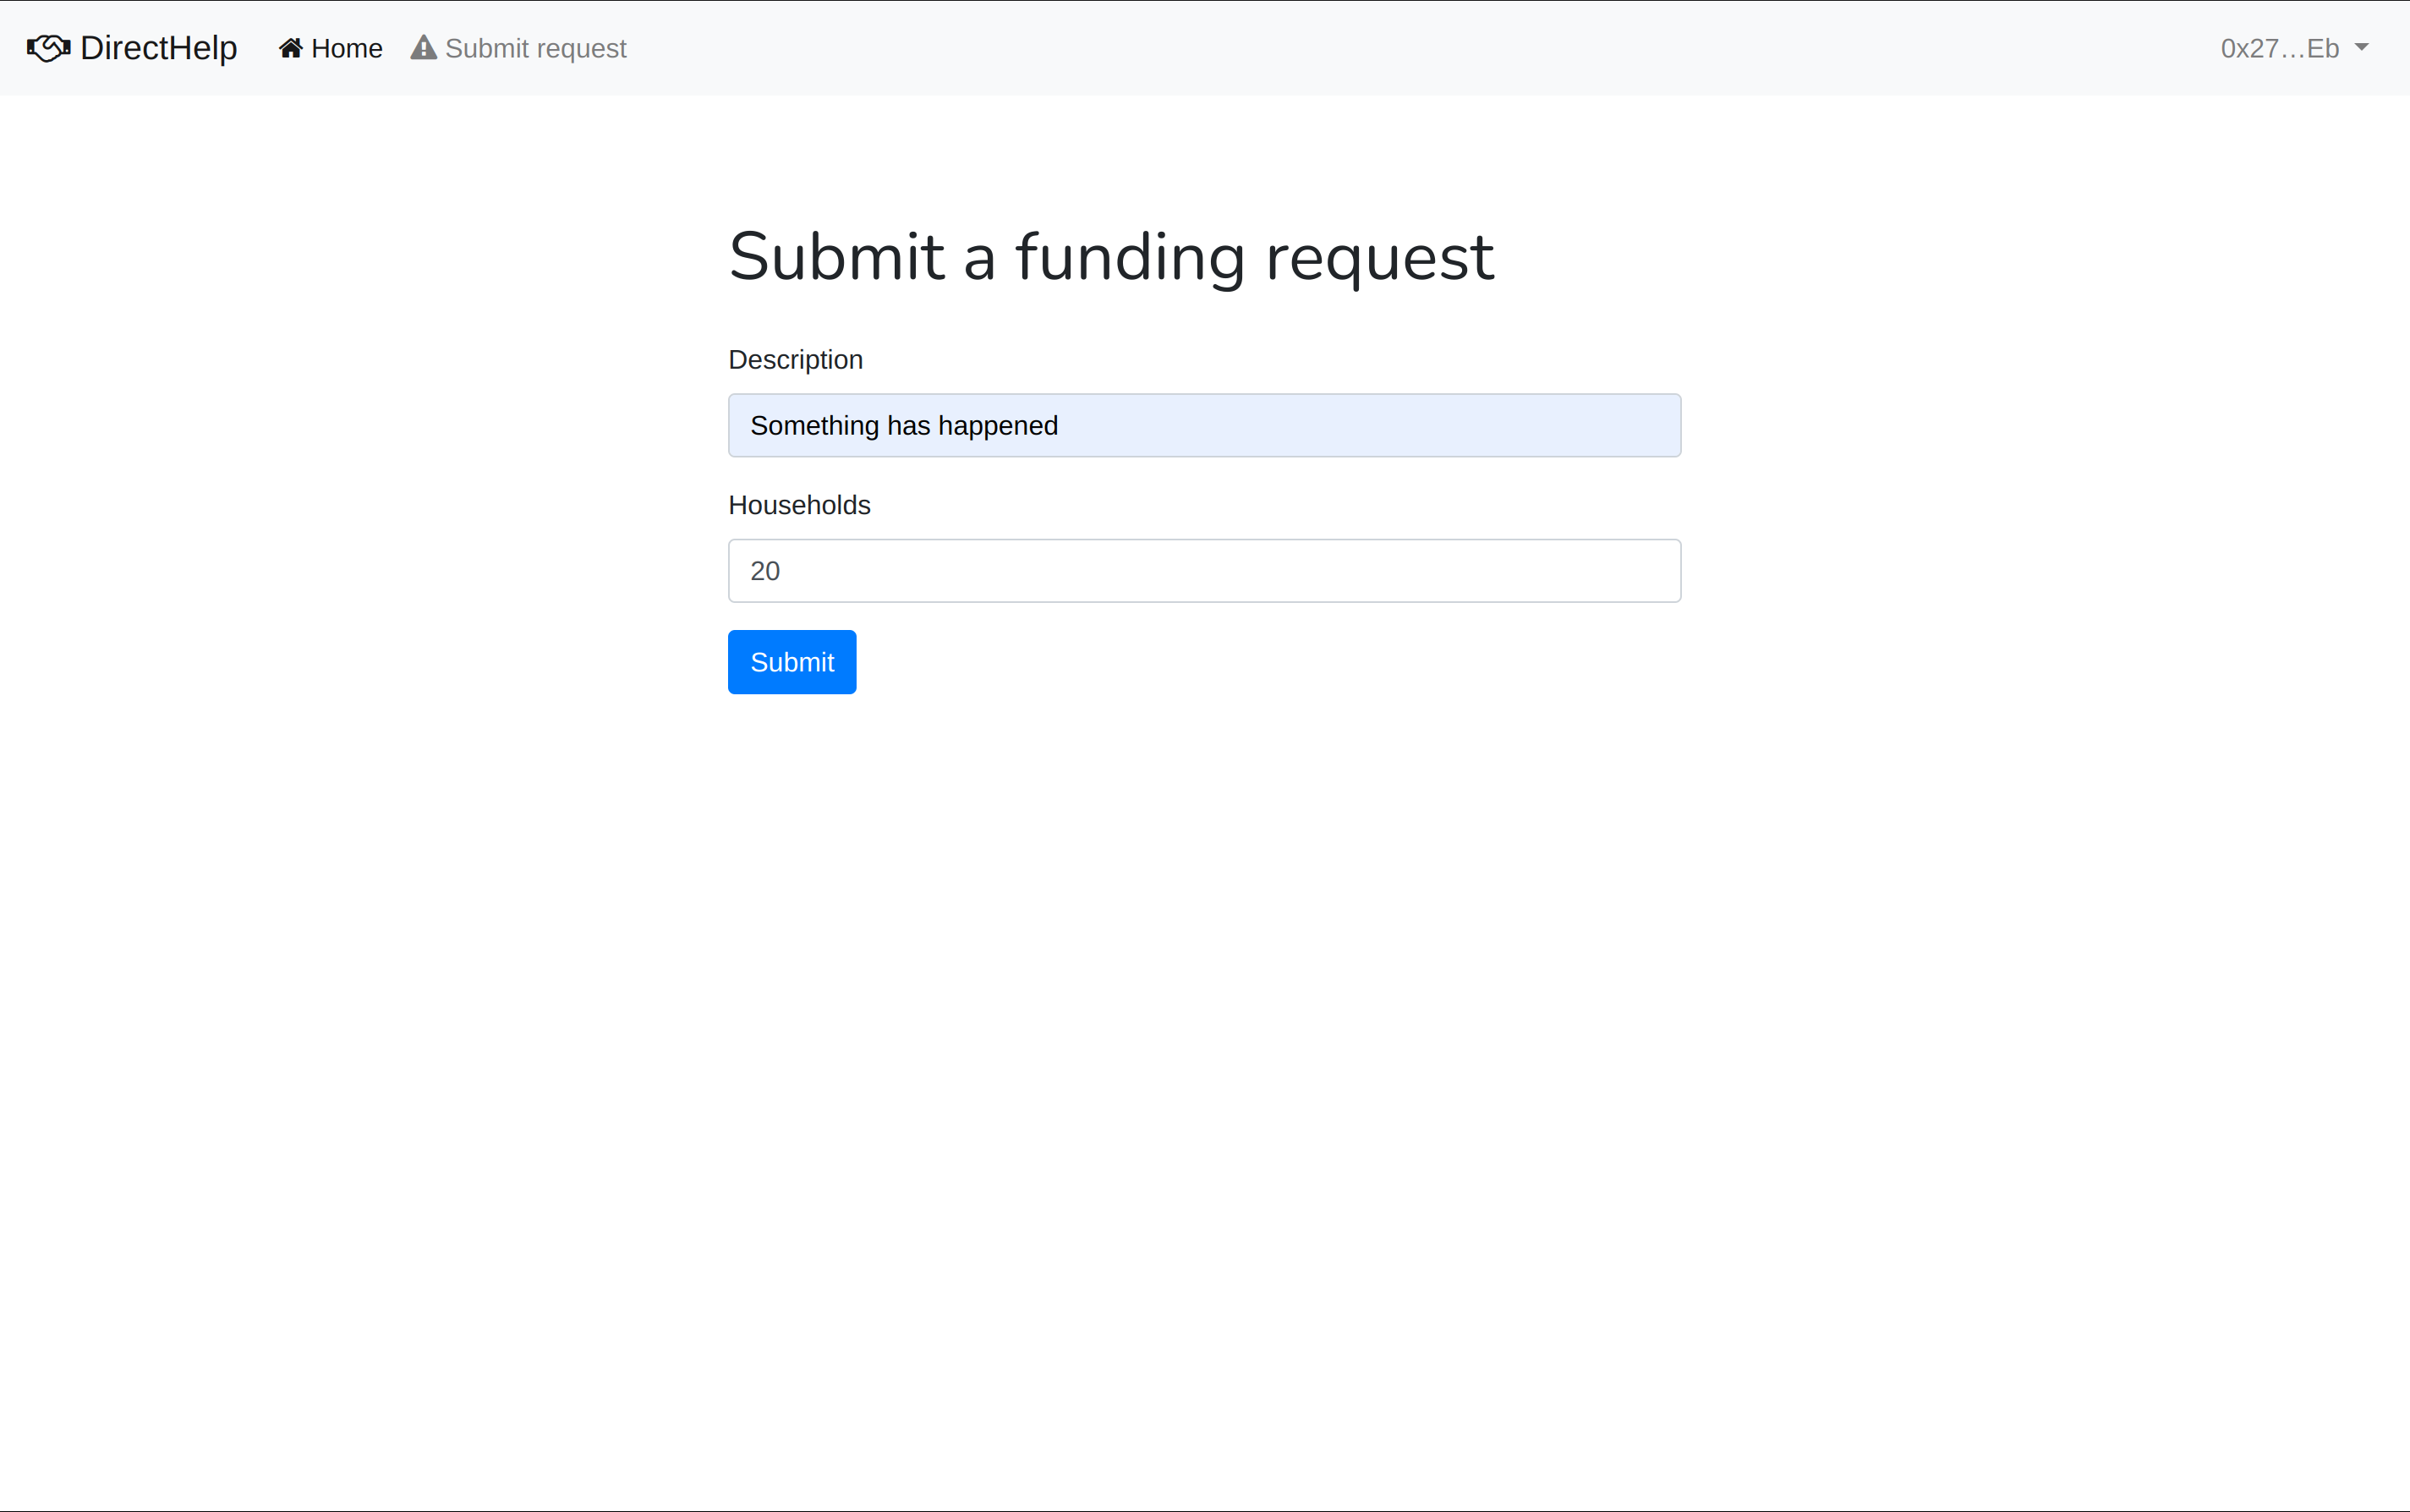 DirectHelp Home Submit request 0x27...Eb
Submit a funding request
Description
Something has happened
Households
20
Submit